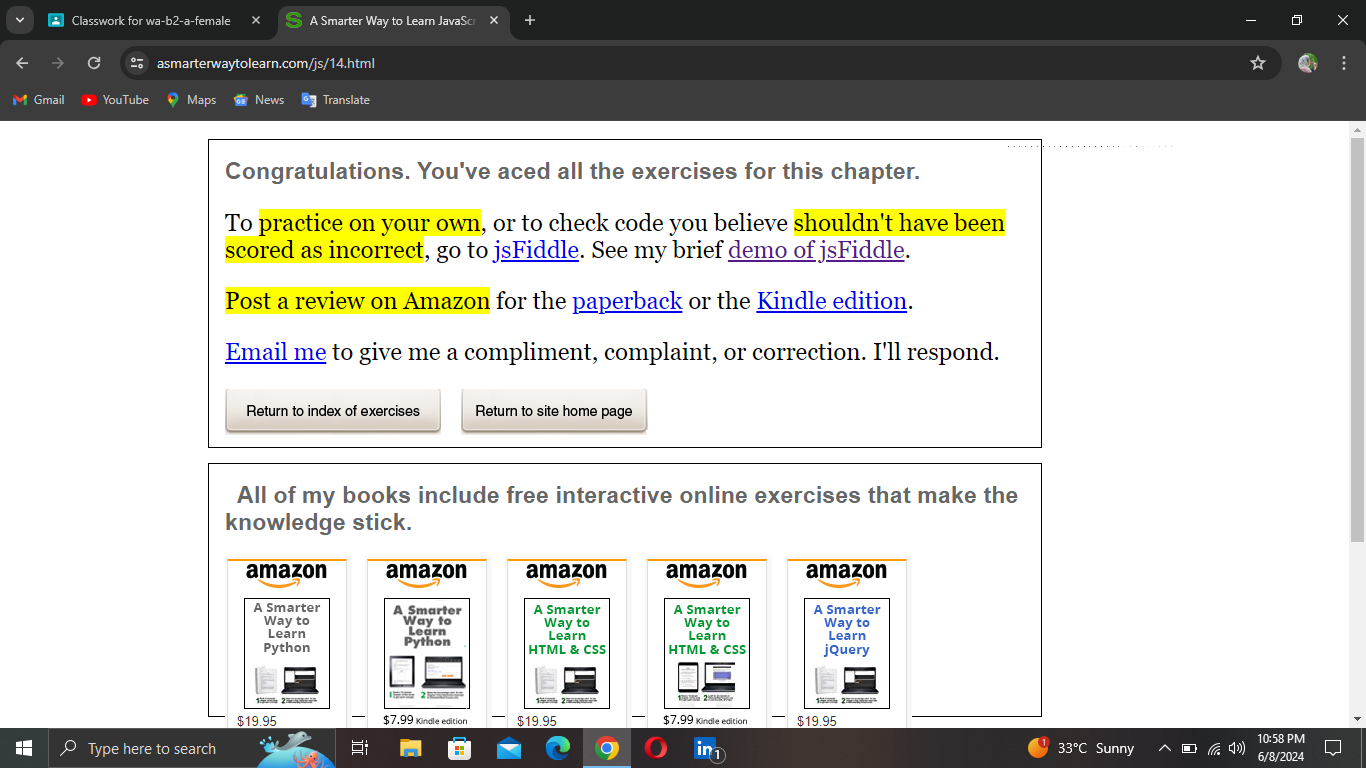 Classwork for wa-b2-a-female
A Smarter Way to Learn JavaScr
asmarterwaytolearn.com/js/14.html
Gmail
YouTube
Maps
News
Translate
Congratulations. You've aced all the exercises for this chapter.
To practice on your own, or to check code you believe shouldn't have been
scored as incorrect, go to jsFiddle. See my brief demo of jsFiddle.
Post a review on Amazon for the paperback or the Kindle edition.
Email me to give me a compliment, complaint, or correction. I'll respond.
Return to index of exercises
Return to site home page
All of my books include free interactive online exercises that make the
knowledge stick.
amazon
A Smarter
Way to
Learn
Python
$19.95
amazon
A Smarter
Way to
Learn
Python
$7.99 Kindle edition
amazon
A Smarter
Way to
Learn
HTML & CSS
$19.95
amazon
A Smarter
Way to
Learn
HTML & CSS
$7.99 Kindle edition
amazon
A Smarter
Way to
Learn
jQuery
$19.95
Type here to search
in
1
1
33°C Sunny
10:58 PM
6/8/2024